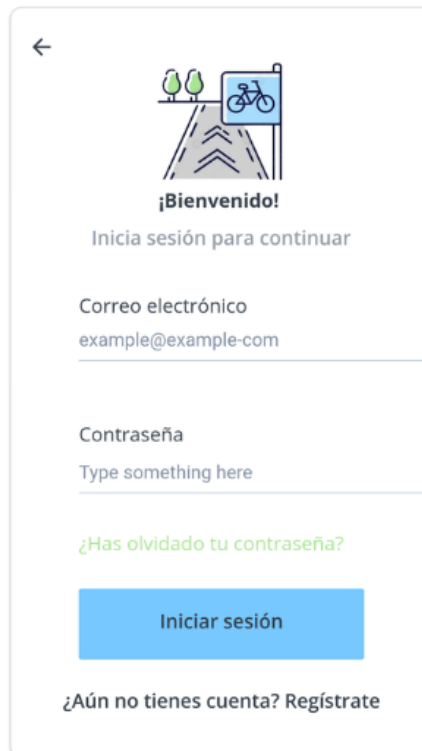 ¡Bienvenido!
Inicia sesión para continuar
Correo electrónico
example@example-com
Contraseña
Type something here
¿Has olvidado tu contraseña?
Iniciar sesión
¿Aún no tienes cuenta? Regístrate